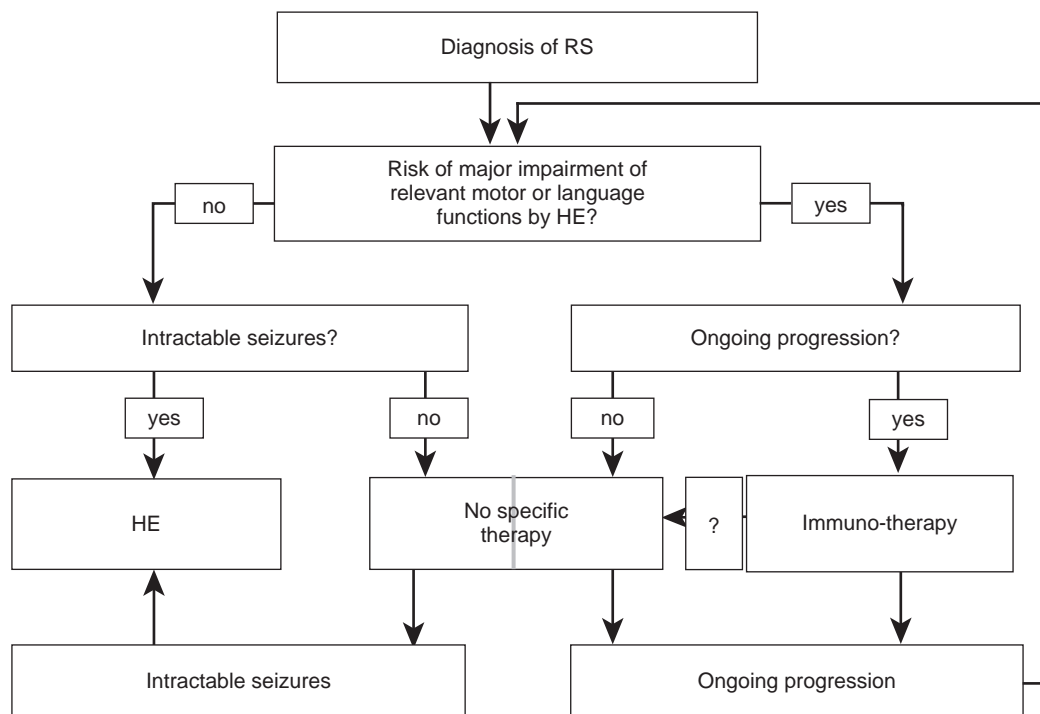 Diagnosis of RS
Risk of major impairment of
relevant motor or language
functions by HE?
no
yes
Intractable seizures?
Ongoing progression?
yes
no
no
yes
HE
No specific
therapy
?
Immuno-therapy
Intractable seizures
Ongoing progression